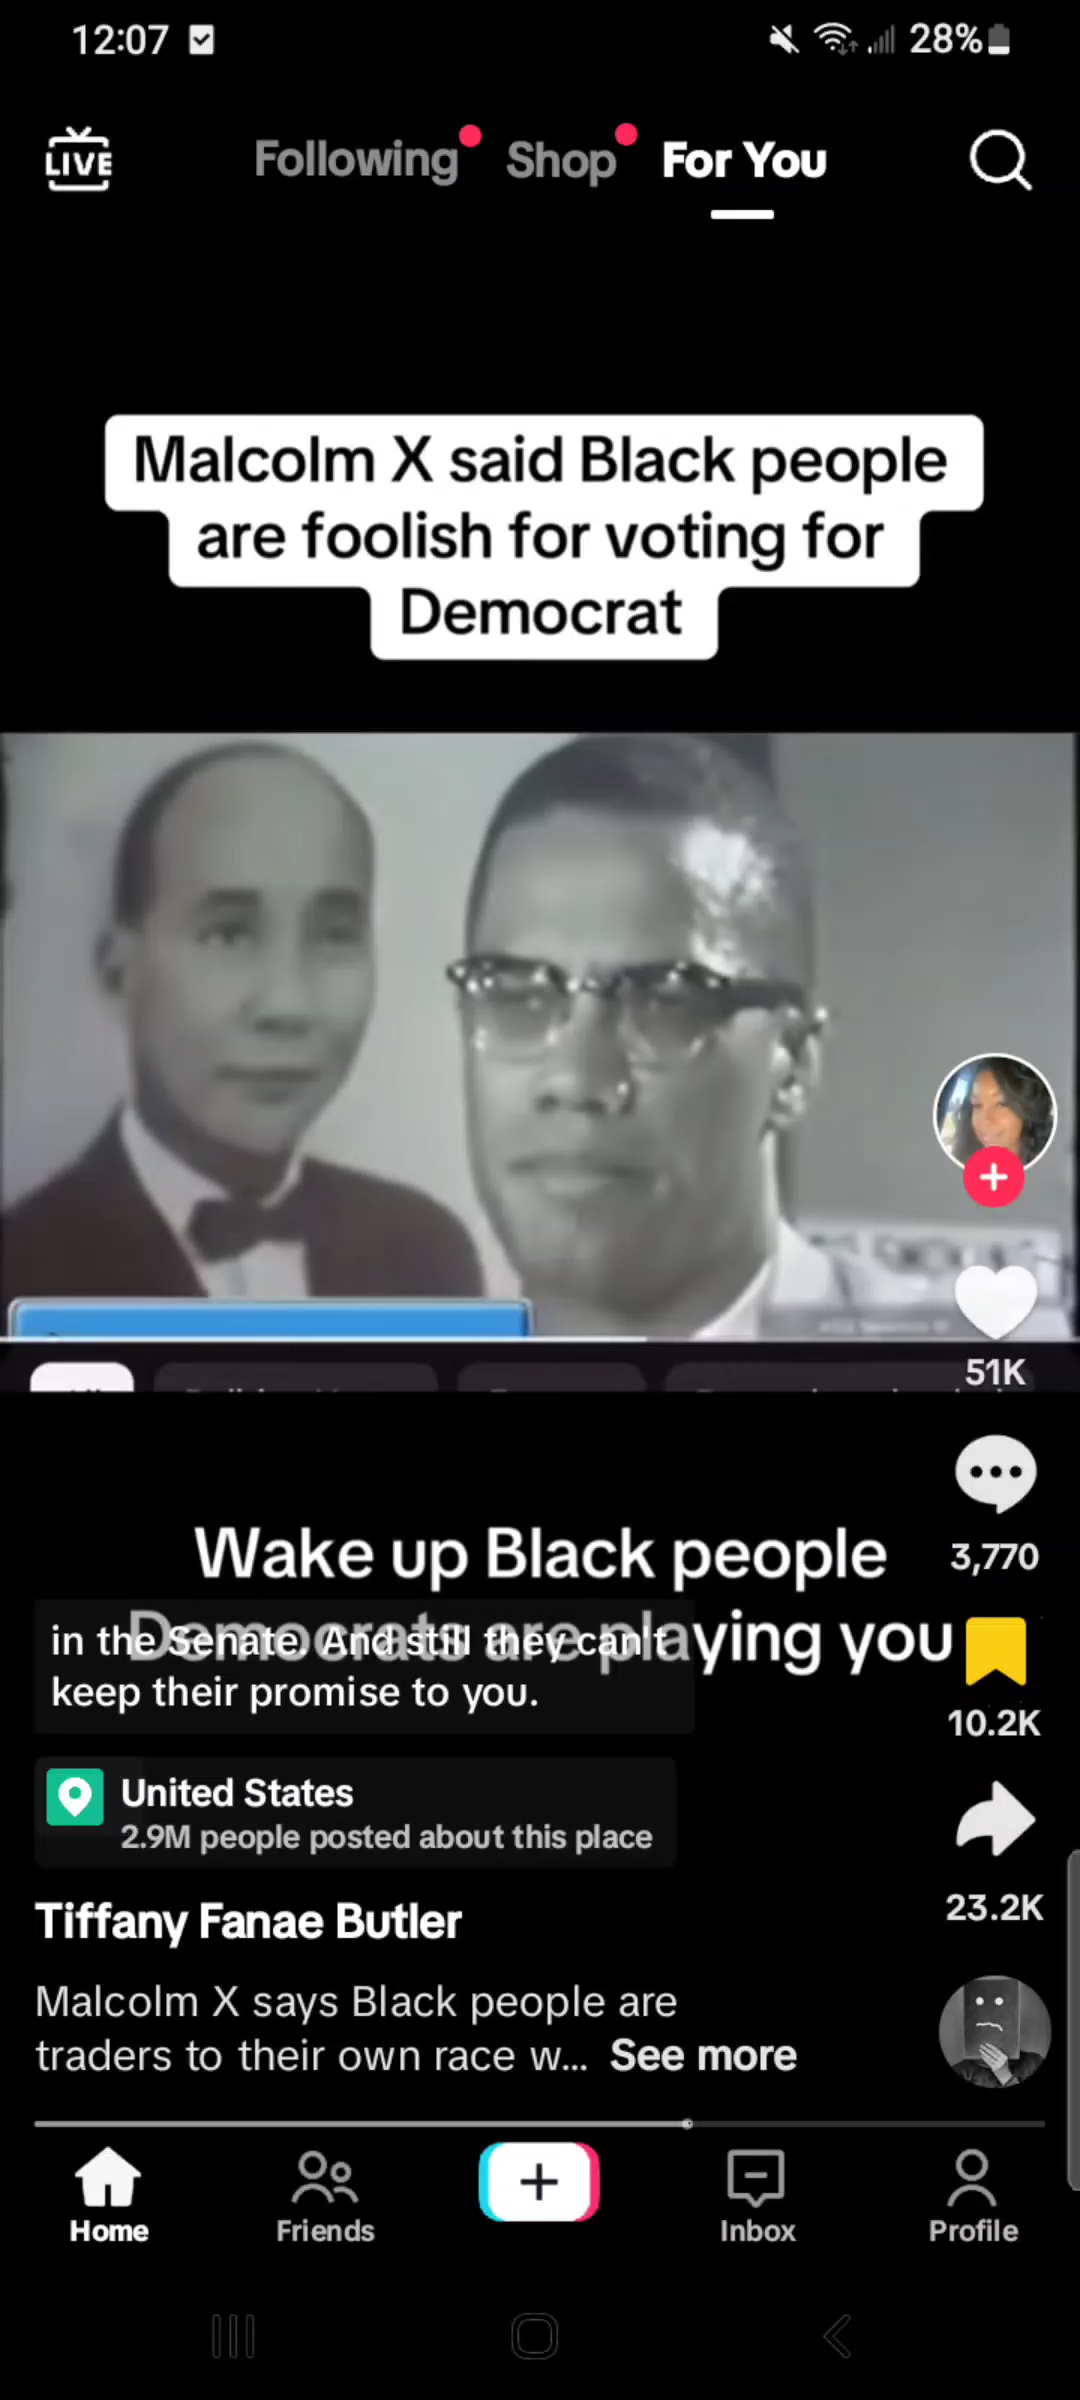 12:07
28%
LIVE
Following
Shop
For You
Malcolm X said Black people
are foolish for voting for
Democrat
51K
3,770
Wake up Black people
Democrats are playing you
in the Senate. And still they can't
keep their promise to you.
10.2K
United States
2.9M people posted about this place
23.2K
Tiffany Fanae Butler
Malcolm X says Black people are
traders to their own race w... See more
Home
Friends
Inbox
Profile